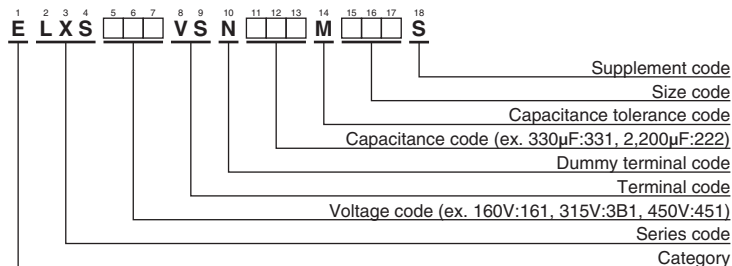 1 2 3 4 5 6 7 8 9 10 11 12 13 14 15 16 17 18
E L X S V S N M S
Supplement code
Size code
Capacitance tolerance code
Capacitance code (ex. 330µF:331, 2,200µF:222)
Dummy terminal code
Terminal code
Voltage code (ex. 160V:161, 315V:3B1, 450V:451)
Series code
Category